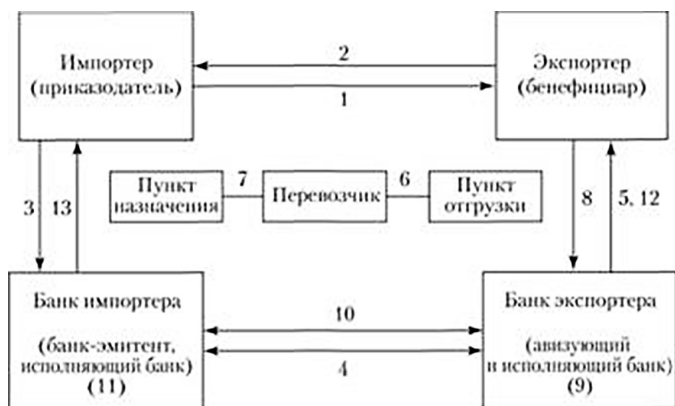 Импортер
(приказодатель)
2
1
Экспортер
(бенефициар)
3
13
Пункт
назначения
7
Перевозчик
6
Пункт
отгрузки
8
5, 12
Банк импортера
(банк-эмитент,
исполняющий банк)
(11)
10
4
Банк экспортера
(авизующий
и исполняющий банк)
(9)